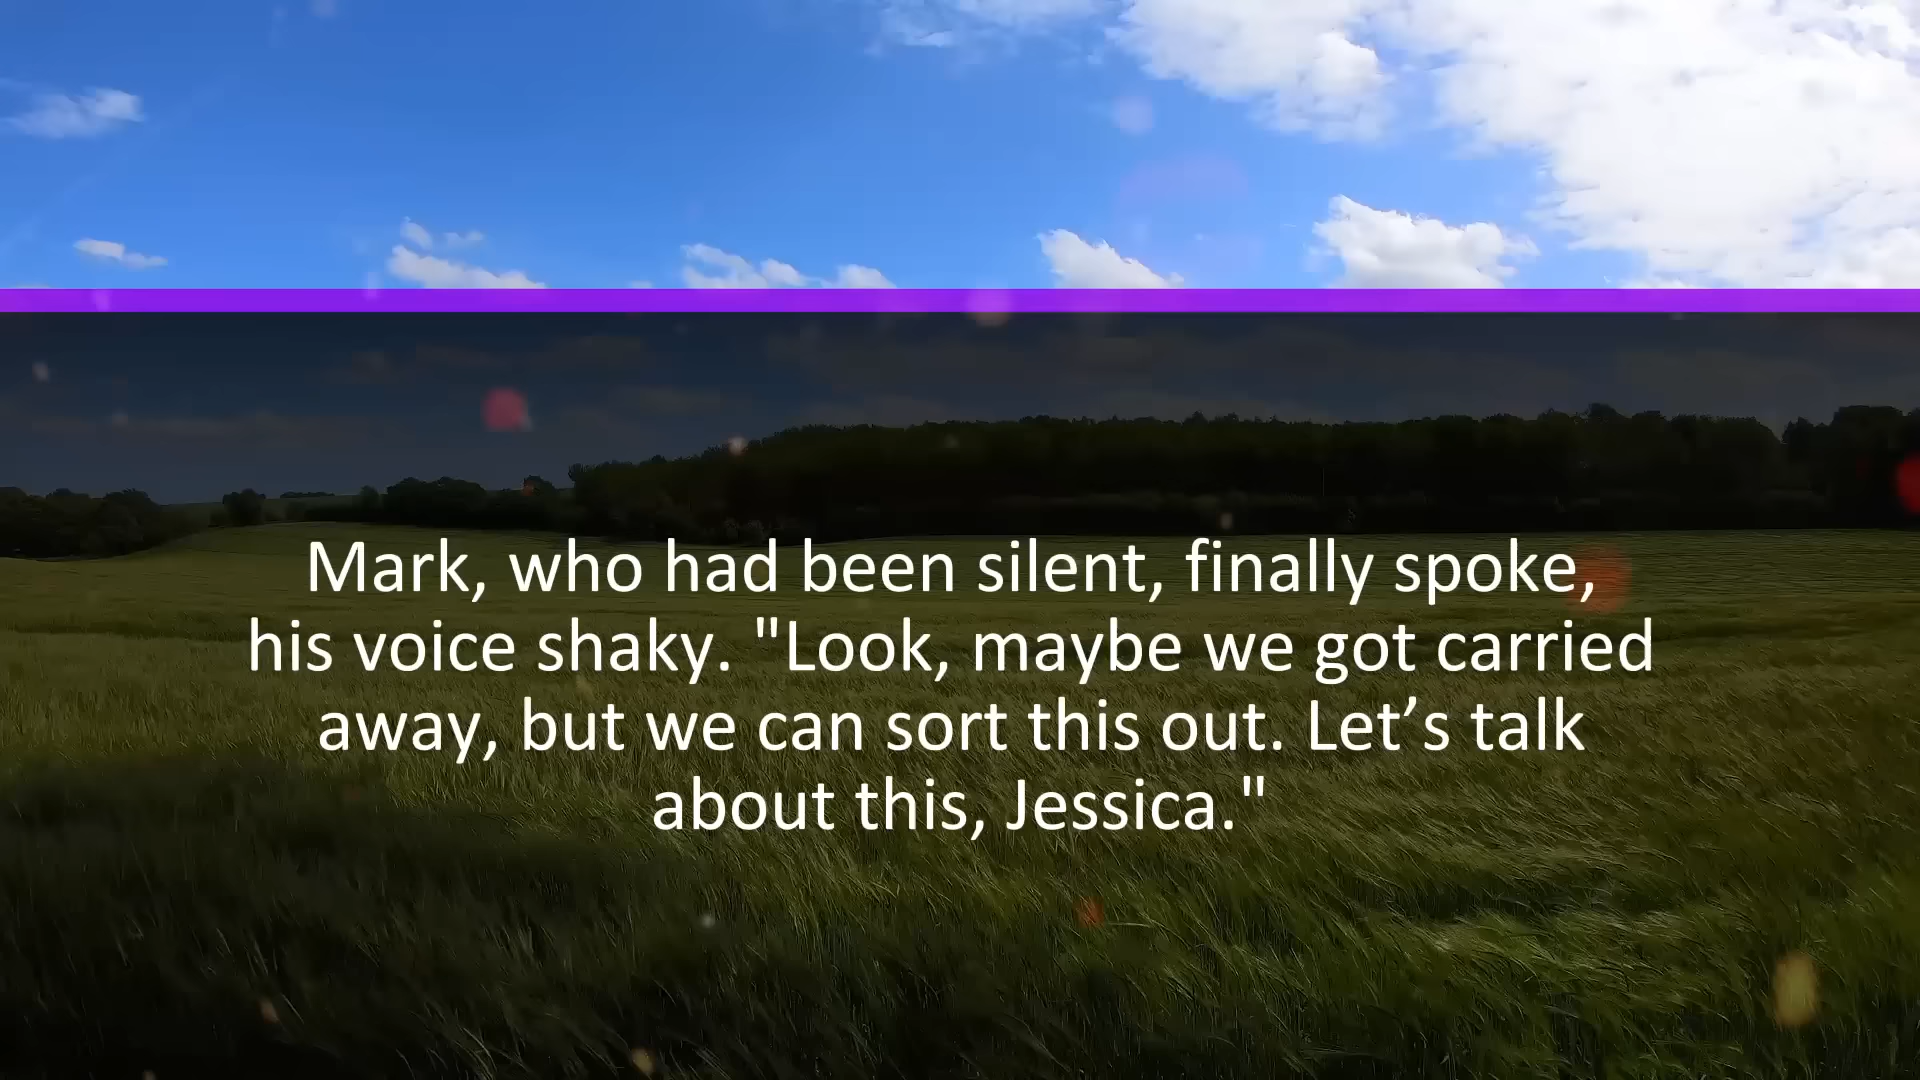 Mark, who had been silent, finally spoke,
his voice shaky. "Look, maybe we got carried
away, but we can sort this out. Let’s talk
about this, Jessica."